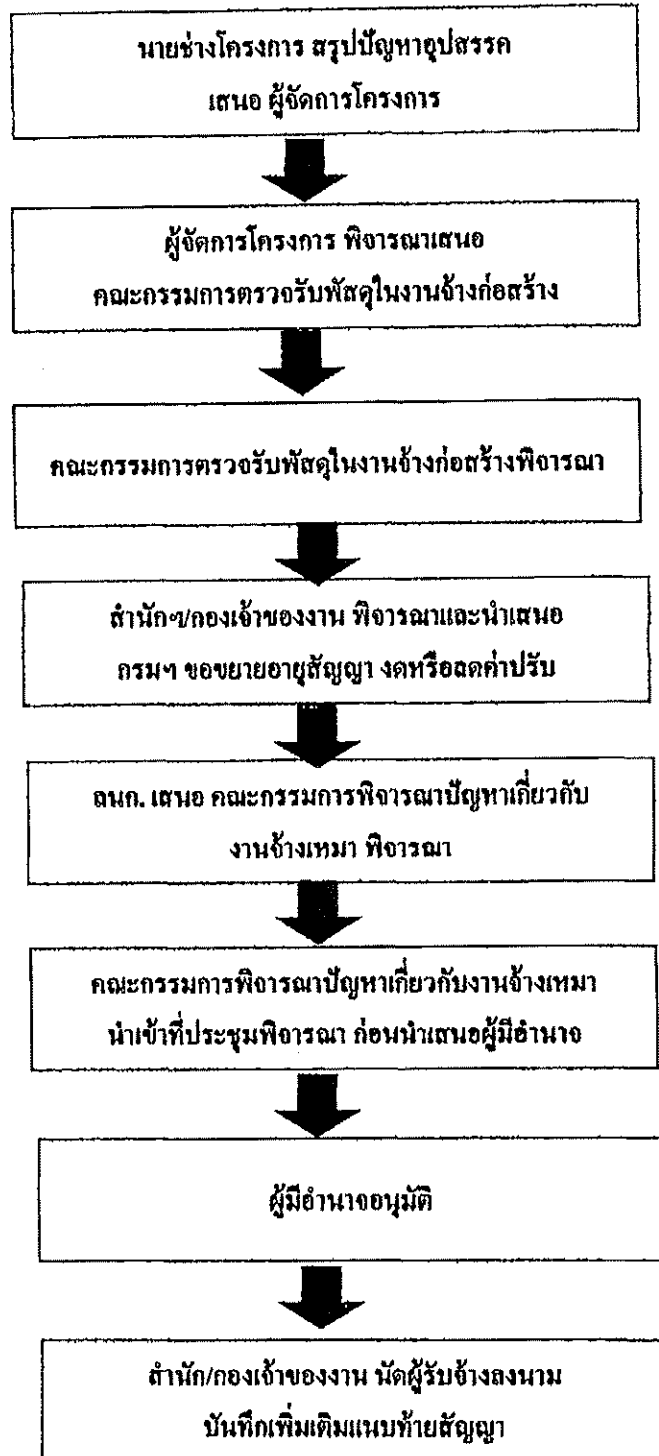 นายช่างโครงการ สรุปปัญหาอุปสรรค
เสนอ ผู้จัดการโครงการ
ผู้จัดการโครงการ พิจารณาเสนอ
คณะกรรมการตรวจรับพัสดุในงานจ้างก่อสร้าง
คณะกรรมการตรวจรับพัสดุในงานจ้างก่อสร้างพิจารณา
สำนักฯ/กองเจ้าของงาน พิจารณาและนำเสนอ
กรมฯ ขอขยายอายุสัญญา งดหรือลดค่าปรับ
ลนก. เสนอ คณะกรรมการพิจารณาปัญหาเกี่ยวกับ
งานจ้างเหมา พิจารณา
คณะกรรมการพิจารณาปัญหาเกี่ยวกับงานจ้างเหมา
นำเข้าที่ประชุมพิจารณา ก่อนนำเสนอผู้มีอำนาจ
ผู้มีอำนาจอนุมัติ
สำนัก/กองเจ้าของงาน นัดผู้รับจ้างลงนาม
บันทึกเพิ่มเติมแนบท้ายสัญญา